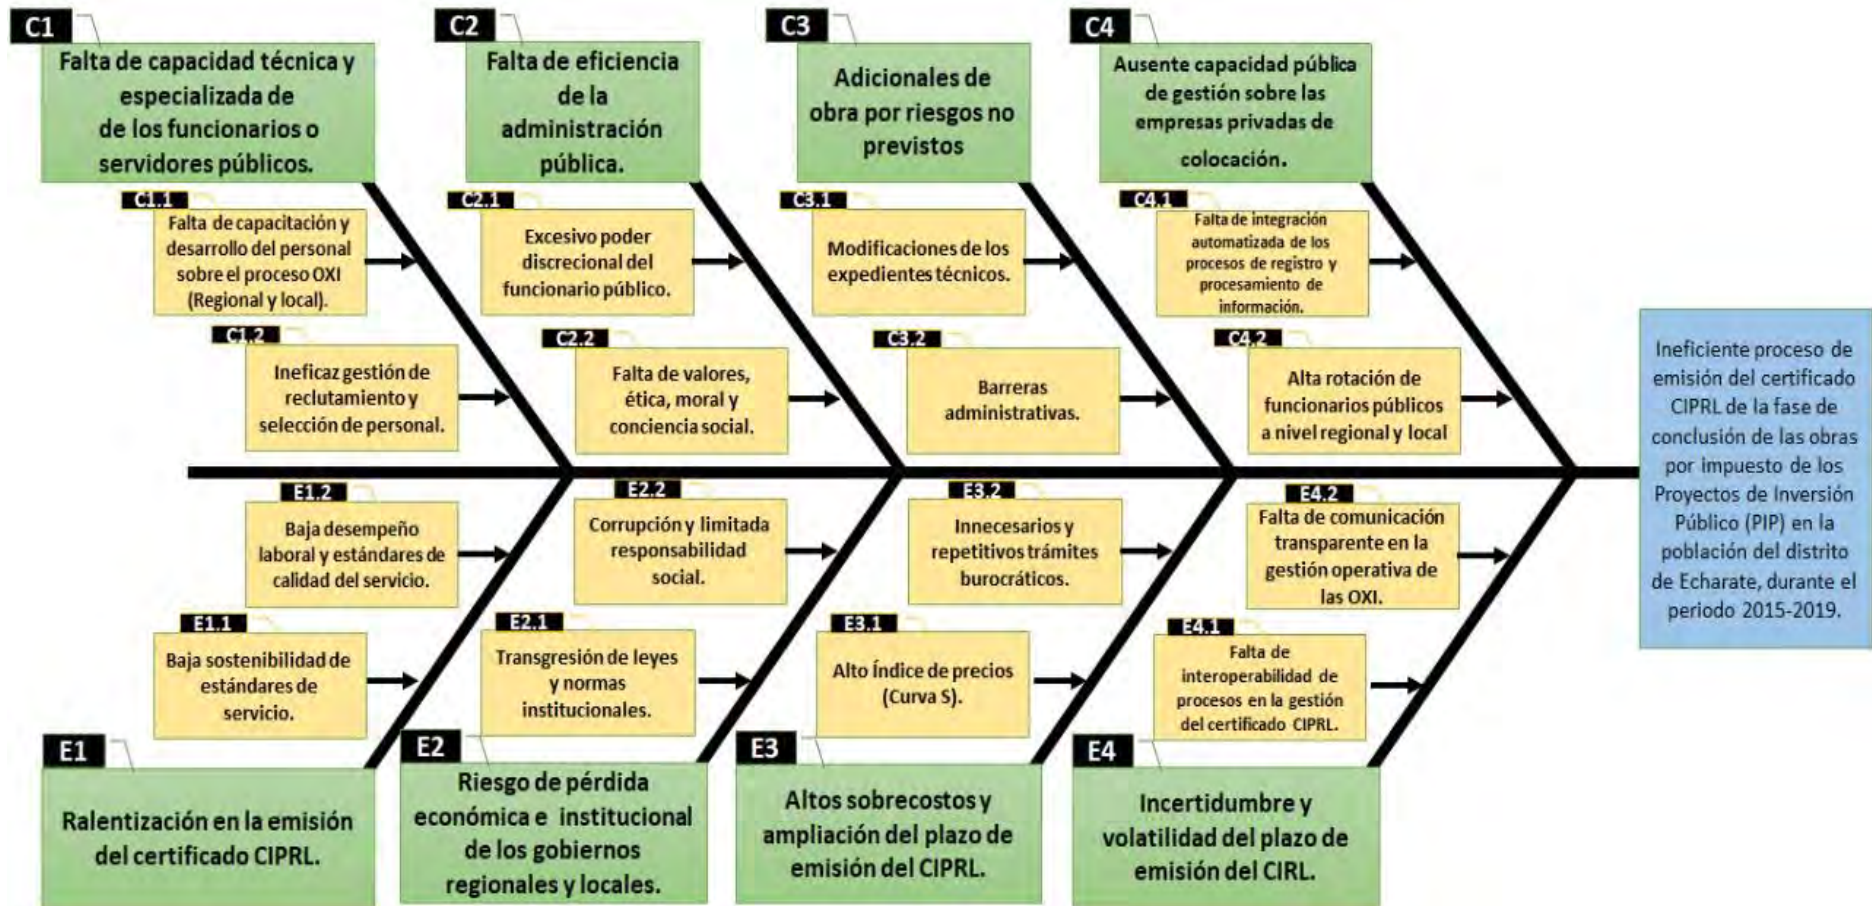 C1
Falta de capacidad técnica y
especializada de
de los funcionarios o
servidores públicos.
C2
Falta de eficiencia
de la
administración
pública.
C3
Adicionales de
obra por riesgos no
previstos
C4
Ausente capacidad pública
de gestión sobre las
empresas privadas de
colocación.
C1.1
Falta de capacitación y
desarrollo del personal
sobre el proceso OXI
(Regional y local).
C2.1
Excesivo poder
discrecional del
funcionario público.
C3.1
Modificaciones de los
expedientes técnicos.
C4.1
Falta de integración
automatizada de los
procesos de registro y
procesamiento de
información.
C1.2
Ineficaz gestión de
reclutamiento y
selección de personal.
C2.2
Falta de valores,
ética, moral y
conciencia social.
C3.2
Barreras
administrativas.
C4.2
Alta rotación de
funcionarios públicos
a nivel regional y local
Ineficiente proceso de
emisión del certificado
CIPRL de la fase de
conclusión de las obras
por impuesto de los
Proyectos de Inversión
Público (PIP) en la
población del distrito
de Echarate, durante el
periodo 2015-2019.
E1.2
Baja desempeño
laboral y estándares de
calidad del servicio.
E2.2
Corrupción y limitada
responsabilidad
social.
E3.2
Innecesarios y
repetitivos trámites
burocráticos.
E4.2
Falta de comunicación
transparente en la
gestión operativa de
las OXI.
E1.1
Baja sostenibilidad de
estándares de
servicio.
E2.1
Transgresión de leyes
y normas
institucionales.
E3.1
Alto Índice de precios
(Curva S).
E4.1
Falta de
interoperabilidad de
procesos en la gestión
del certificado CIPRL.
E1
Ralentización en la emisión
del certificado CIPRL.
E2
Riesgo de pérdida
económica e institucional
de los gobiernos
regionales y locales.
E3
Altos sobrecostos y
ampliación del plazo de
emisión del CIPRL.
E4
Incertidumbre y
volatilidad del plazo de
emisión del CIRL.